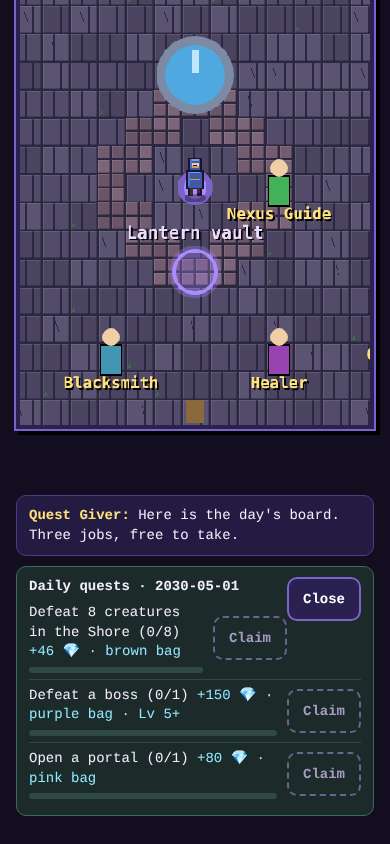 Nexus Guide
Lantern vault
Blacksmith
Healer
Quest Giver: Here is the day's board.
Three jobs, free to take.
Daily quests · 2030-05-01
Close
Defeat 8 creatures
in the Shore (0/8)
+46 💎 · brown bag
Claim
Defeat a boss (0/1) +150 💎 ·
purple bag · Lv 5+
Claim
Open a portal (0/1) +80 💎 ·
pink bag
Claim